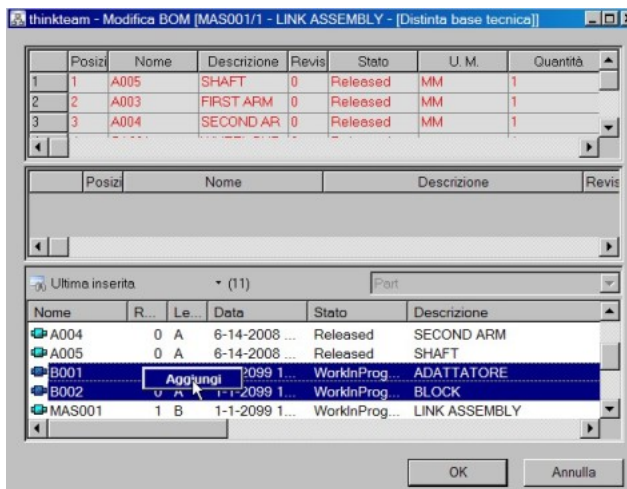 thinkteam - Modifica BOM [MAS001/1 - LINK ASSEMBLY - [Distinta base tecnica]]
Posizi Nome Descrizione Revis Stato U. M. Quantità
1 1 A005 SHAFT 0 Released MM 1
2 2 A003 FIRST ARM 0 Released MM 1
3 3 A004 SECOND AR 0 Released MM 1
Posizi Nome Descrizione Revis
Ultima inserita (11) Part
Nome R... Le... Data Stato Descrizione
A004 0 A 6-14-2008 ... Released SECOND ARM
A005 0 A 6-14-2008 ... Released SHAFT
B001 2099 1... WorkInProg... ADATTATORE
Aggiungi
B002 0 A 1-1-2099 1... WorkInProg... BLOCK
MAS001 1 B 1-1-2099 1... WorkInProg... LINK ASSEMBLY
OK Annulla